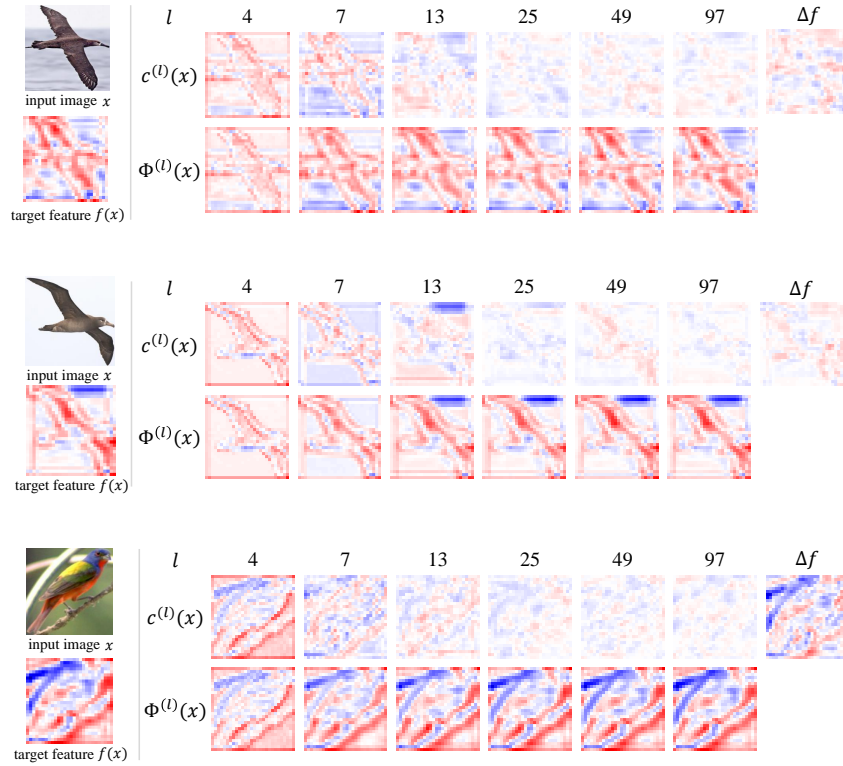 l 4 7 13 25 49 97 Δf
input image x
c^{(l)}(x)
target feature f(x)
Φ^{(l)}(x)
l 4 7 13 25 49 97 Δf
input image x
c^{(l)}(x)
target feature f(x)
Φ^{(l)}(x)
l 4 7 13 25 49 97 Δf
input image x
c^{(l)}(x)
target feature f(x)
Φ^{(l)}(x)